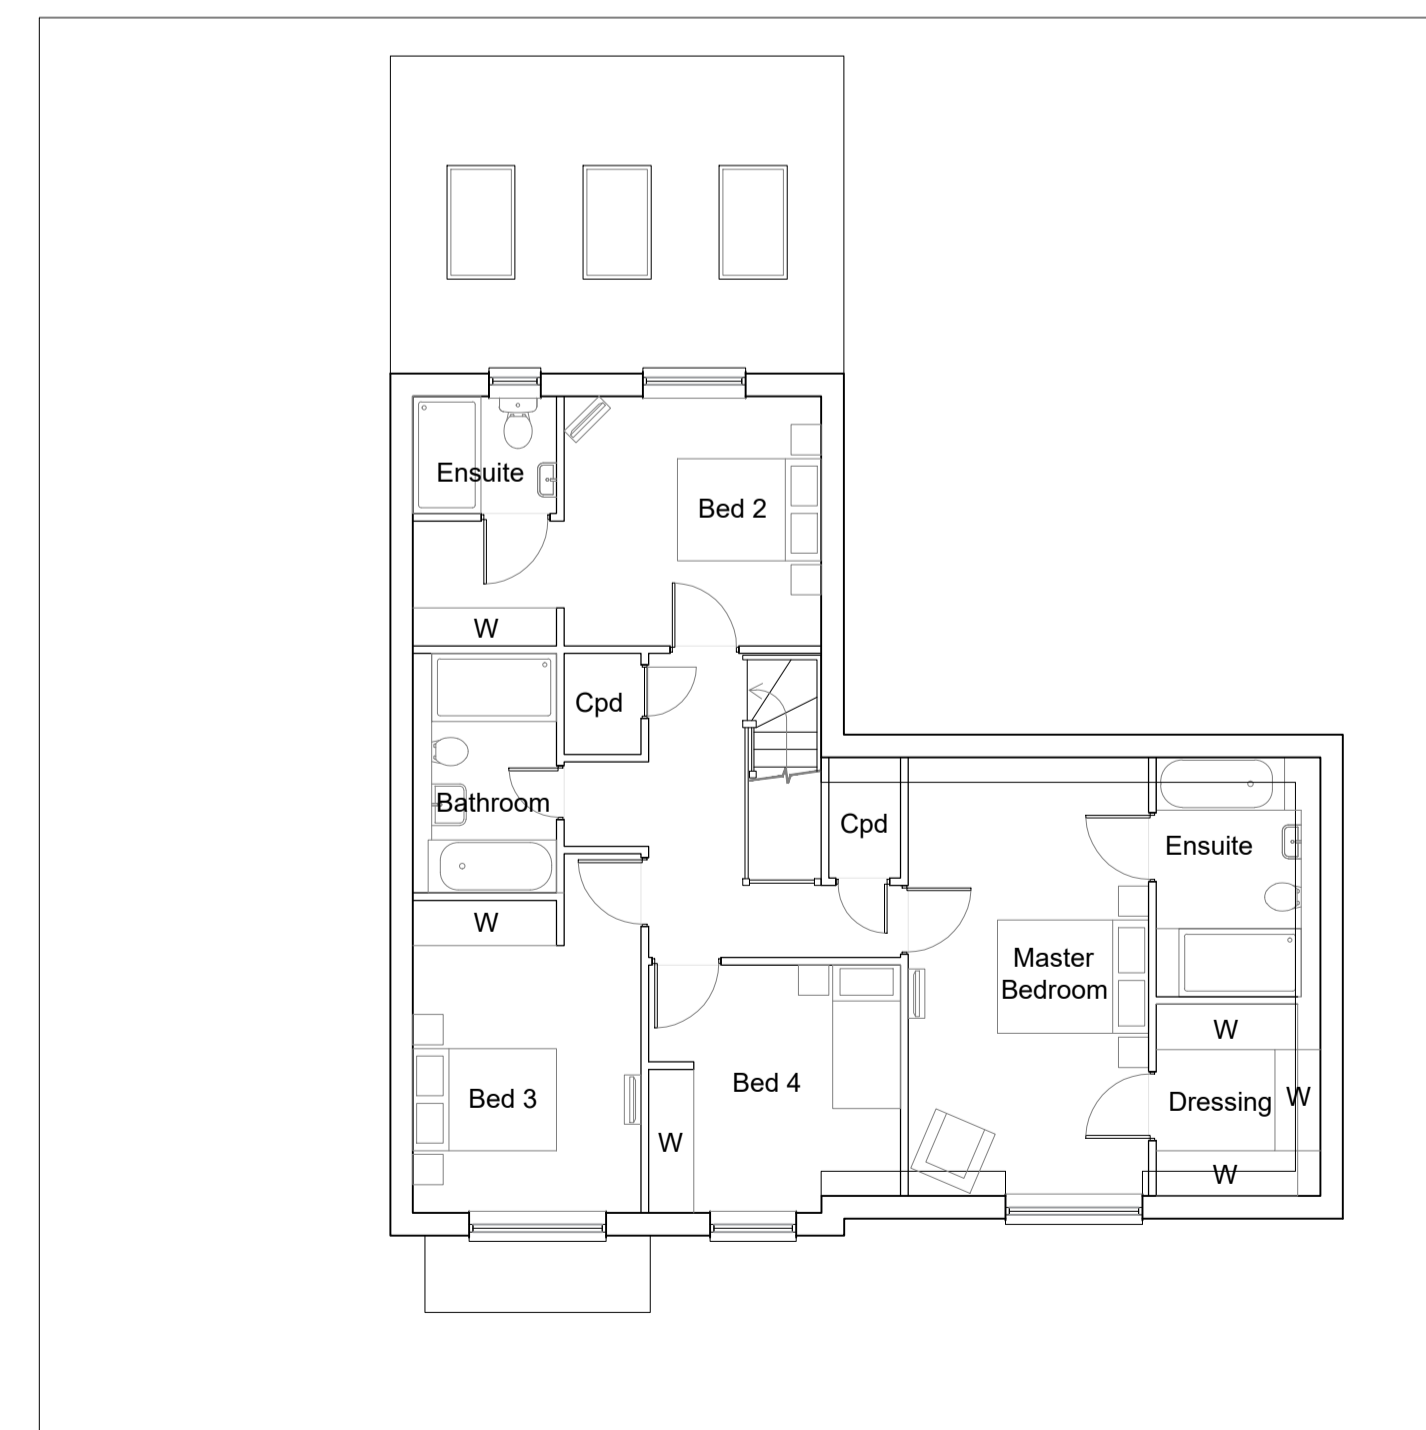 Ensuite
Bed 2
W
Cpd
Bathroom
Cpd
Ensuite
W
Master
Bedroom
W
Bed 4
Bed 3
Dressing
W
W
W